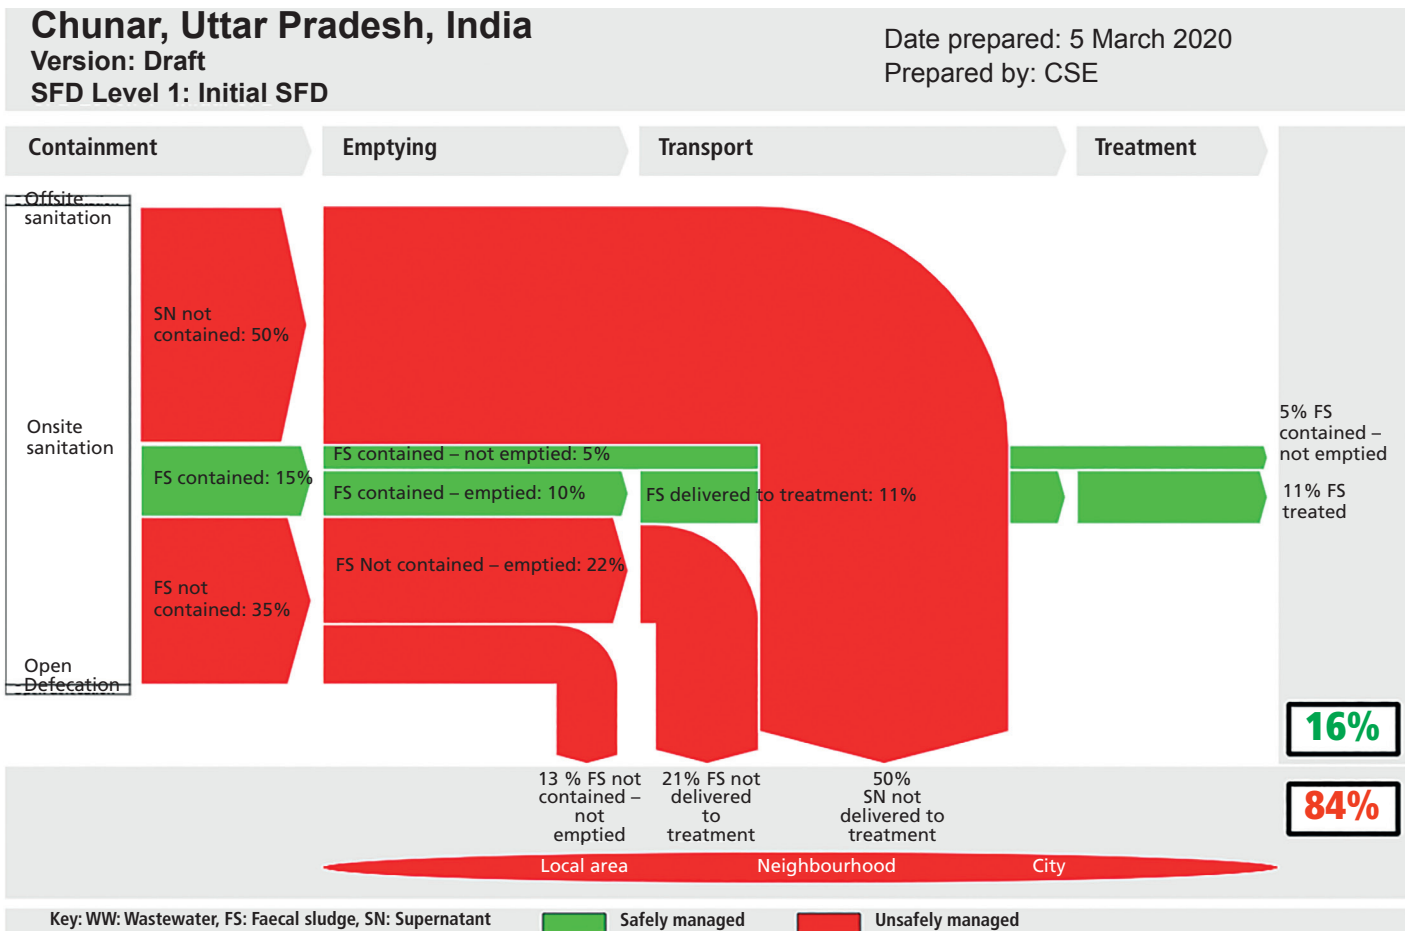 Chunar, Uttar Pradesh, India
Version: Draft
SFD Level 1: Initial SFD
Date prepared: 5 March 2020
Prepared by: CSE
Containment
Emptying
Transport
Treatment
Offsite
sanitation
Onsite
sanitation
Open
Defecation
SN not
contained: 50%
FS contained: 15%
FS not
contained: 35%
FS contained – not emptied: 5%
FS contained – emptied: 10%
FS Not contained – emptied: 22%
FS delivered to treatment: 11%
5% FS
contained –
not emptied
11% FS
treated
16%
84%
13 % FS not
contained –
not
emptied
21% FS not
delivered
to
treatment
50%
SN not
delivered to
treatment
Local area
Neighbourhood
City
Key: WW: Wastewater, FS: Faecal sludge, SN: Supernatant
Safely managed
Unsafely managed